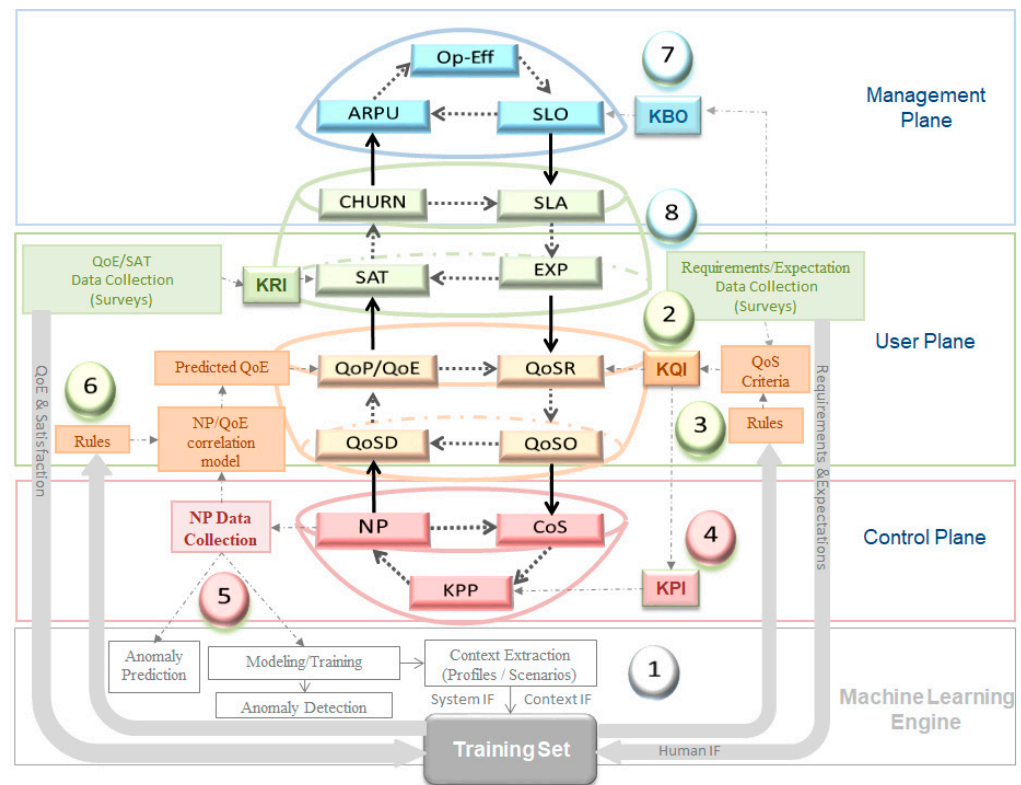 7
Op-Eff
Management
Plane
ARPU
SLO
KBO
CHURN
SLA
8
QoE/SAT
Data Collection
(Surveys)
KRI
SAT
EXP
Requirements/Expectation
Data Collection
(Surveys)
2
User Plane
Predicted QoE
QoP/QoE
QoSR
KQI
QoS
Criteria
6
3
Rules
NP/QoE
correlation
model
QoSD
QoSO
Rules
QoE & Satisfaction
Requirements &Expectations
NP Data
Collection
NP
CoS
4
Control Plane
KPP
KPI
5
Anomaly
Prediction
Modeling/Training
Context Extraction
(Profiles / Scenarios)
1
Anomaly Detection
System IF
Context IF
Machine Learning
Engine
Training Set
Human IF